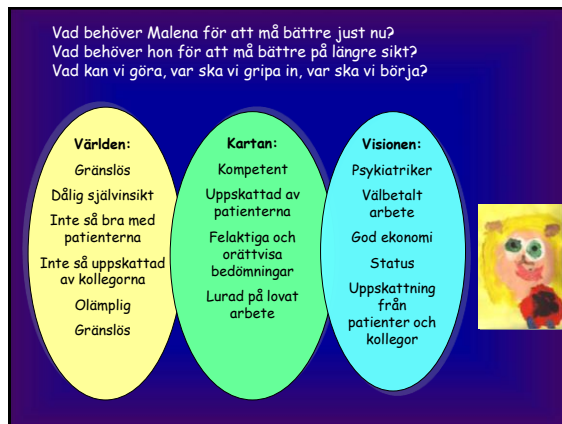 Vad behöver Malena för att må bättre just nu?
Vad behöver hon för att må bättre på längre sikt?
Vad kan vi göra, var ska vi gripa in, var ska vi börja?
Världen:
Gränslös
Dålig självinsikt
Inte så bra med
patienterna
Inte så uppskattad
av kollegorna
Olämplig
Gränslös
Kartan:
Kompetent
Uppskattad av
patienterna
Felaktiga och
orättvisa
bedömningar
Lurad på lovat
arbete
Visionen:
Psykiatriker
Välbetalt
arbete
God ekonomi
Status
Uppskattning
från
patienter och
kollegor